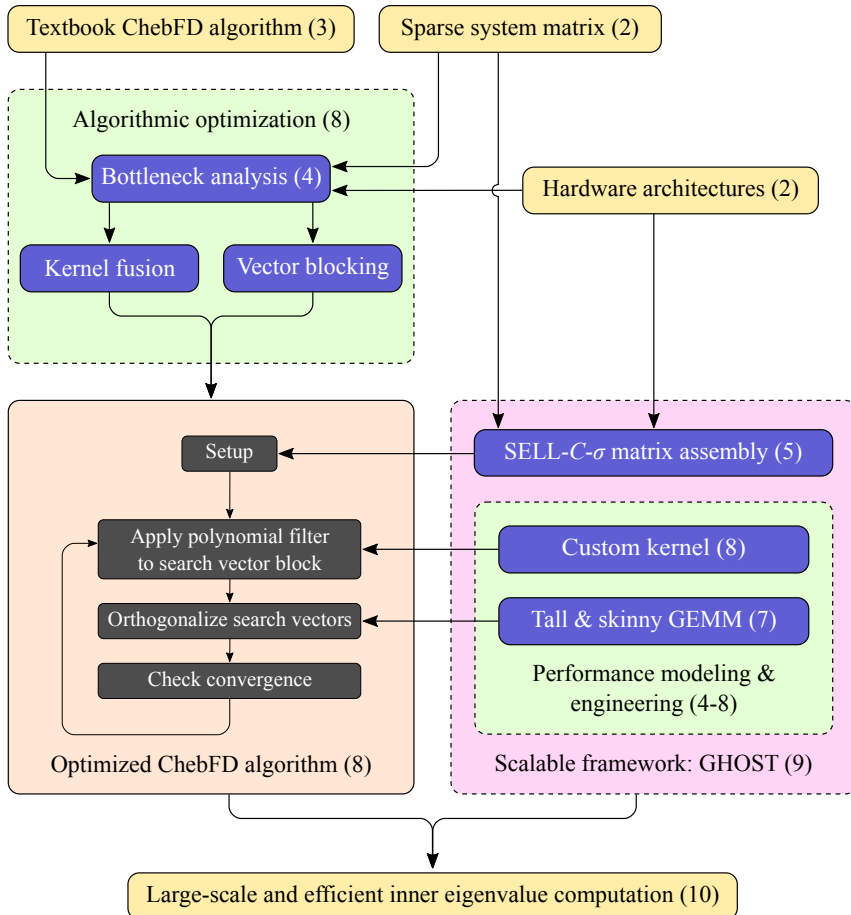 Textbook ChebFD algorithm (3)
Sparse system matrix (2)
Algorithmic optimization (8)
Bottleneck analysis (4)
Hardware architectures (2)
Kernel fusion
Vector blocking
Setup
SELL-C-σ matrix assembly (5)
Apply polynomial filter
to search vector block
Custom kernel (8)
Orthogonalize search vectors
Tall & skinny GEMM (7)
Check convergence
Performance modeling &
engineering (4-8)
Optimized ChebFD algorithm (8)
Scalable framework: GHOST (9)
Large-scale and efficient inner eigenvalue computation (10)